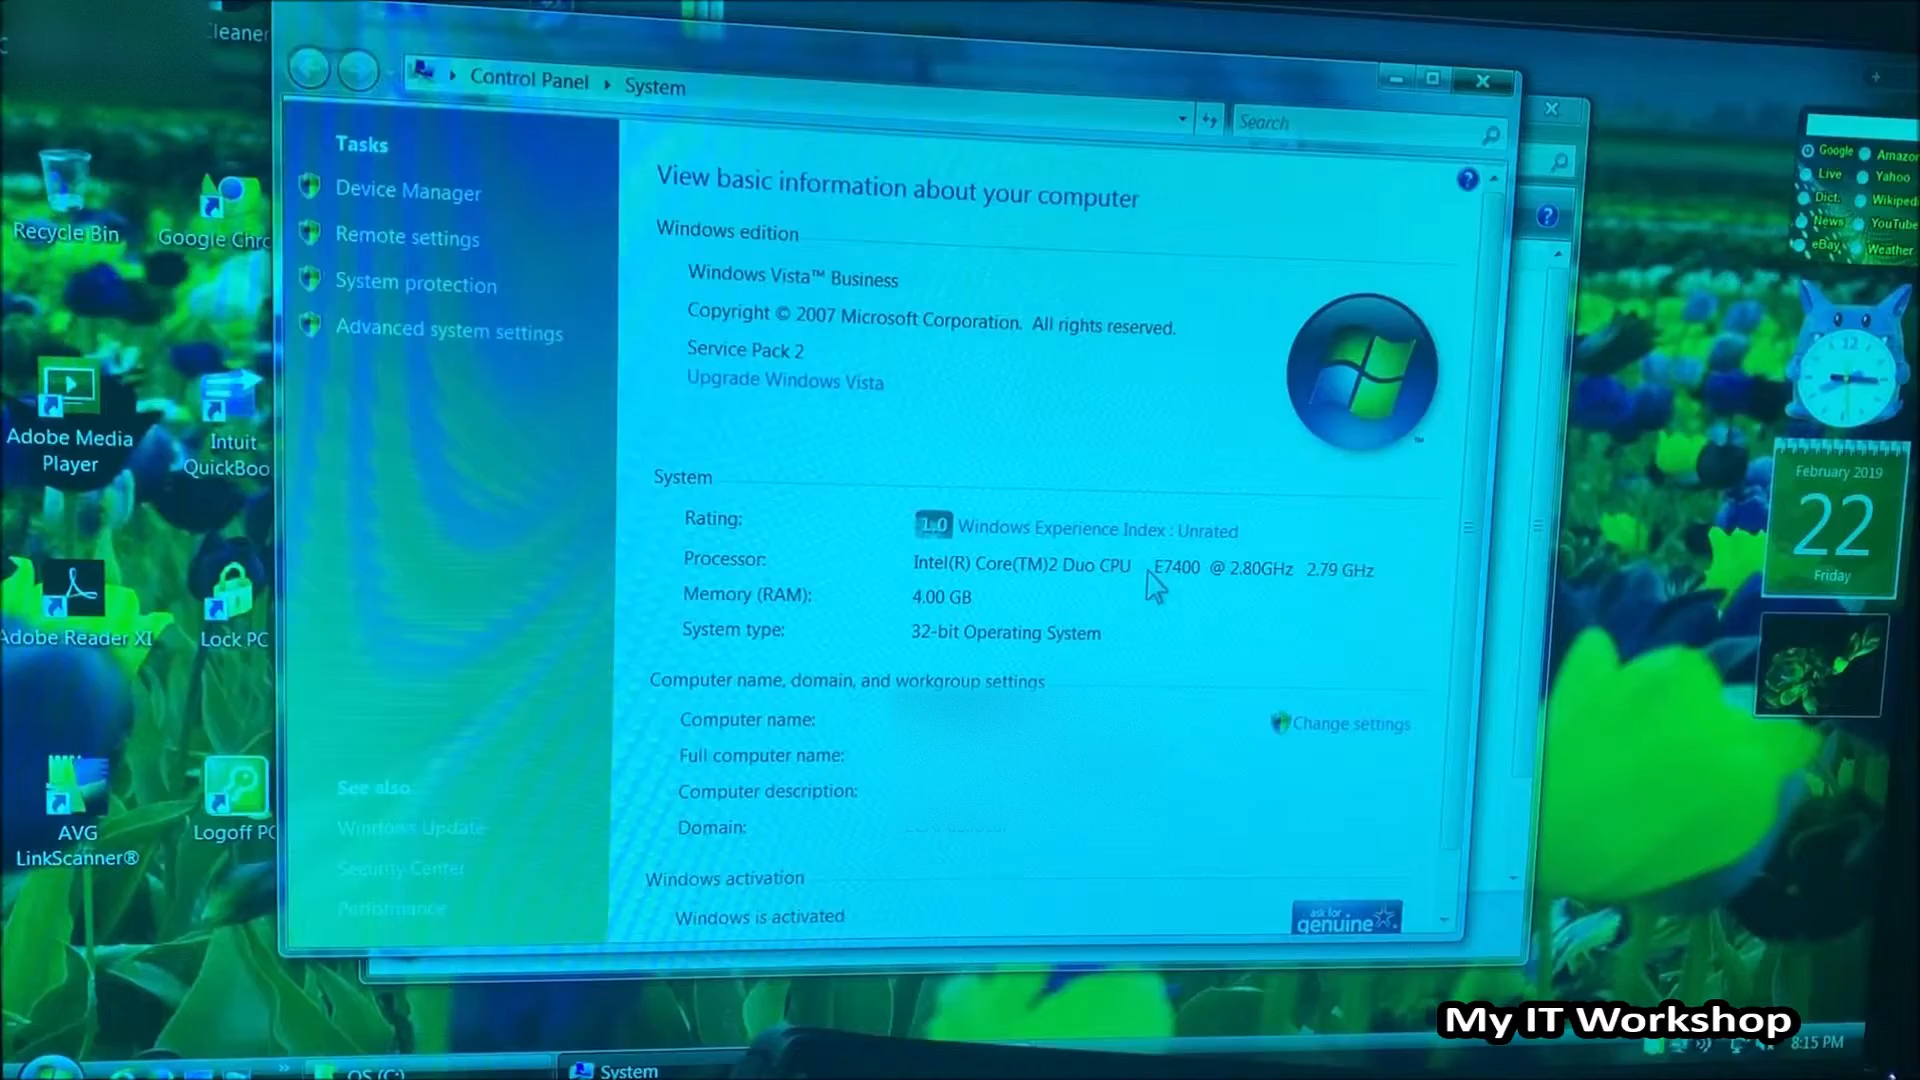 Cleaner
Control Panel
System
Search
Tasks
Device Manager
Remote settings
System protection
Advanced system settings
See also
Windows Update
Security Center
Performance
View basic information about your computer
Windows edition
Windows Vista™ Business
Copyright © 2007 Microsoft Corporation. All rights reserved.
Service Pack 2
Upgrade Windows Vista
System
Rating:
1.0 Windows Experience Index : Unrated
Processor:
Intel(R) Core(TM)2 Duo CPU E7400 @ 2.80GHz 2.79 GHz
Memory (RAM):
4.00 GB
System type:
32-bit Operating System
Computer name, domain, and workgroup settings
Computer name:
Change settings
Full computer name:
Computer description:
Domain:
Windows activation
Windows is activated
ask for
genuine
Recycle Bin
Google Chro
Adobe Media
Player
Intuit
QuickBoo
Adobe Reader XI
Lock PC
AVG
LinkScanner®
Logoff PC
Google
Amazon
Live
Yahoo
Dict.
Wikiped
News
YouTube
eBay
Weather
12
February 2019
22
Friday
My IT Workshop
8:15 PM
OS (C:)
System